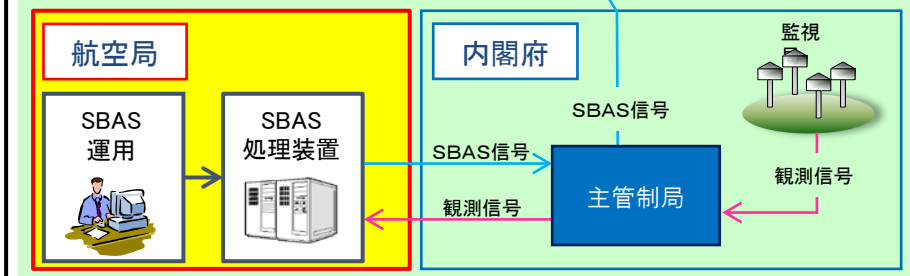 航空局
内閣府
監視
SBAS
運用
SBAS
処理装置
SBAS信号
SBAS信号
観測信号
主管制局
観測信号